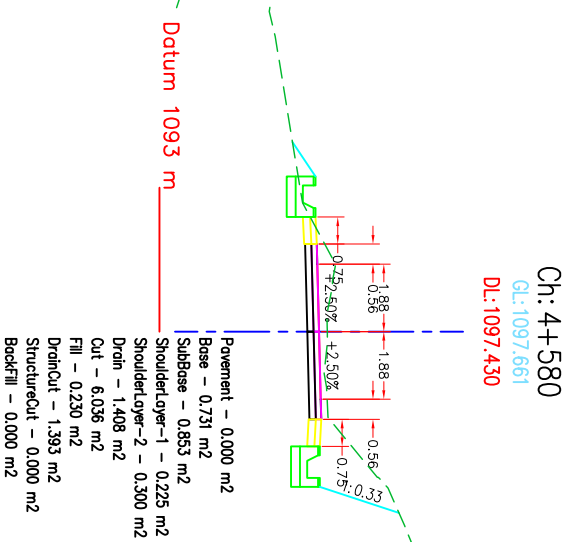 Ch: 4+580
GL:1097.661
DL:1097.430
1.88
1.88
0.56
0.56
0.75
0.75
+2.50%
+2.50%
1:0.33
Datum 1093 m
Pavement - 0.000 m2
Base - 0.731 m2
SubBase - 0.853 m2
ShoulderLayer-1 - 0.225 m2
ShoulderLayer-2 - 0.300 m2
Drain - 1.408 m2
Cut - 6.036 m2
Fill - 0.230 m2
DrainCut - 1.393 m2
StructureCut - 0.000 m2
BackFill - 0.000 m2